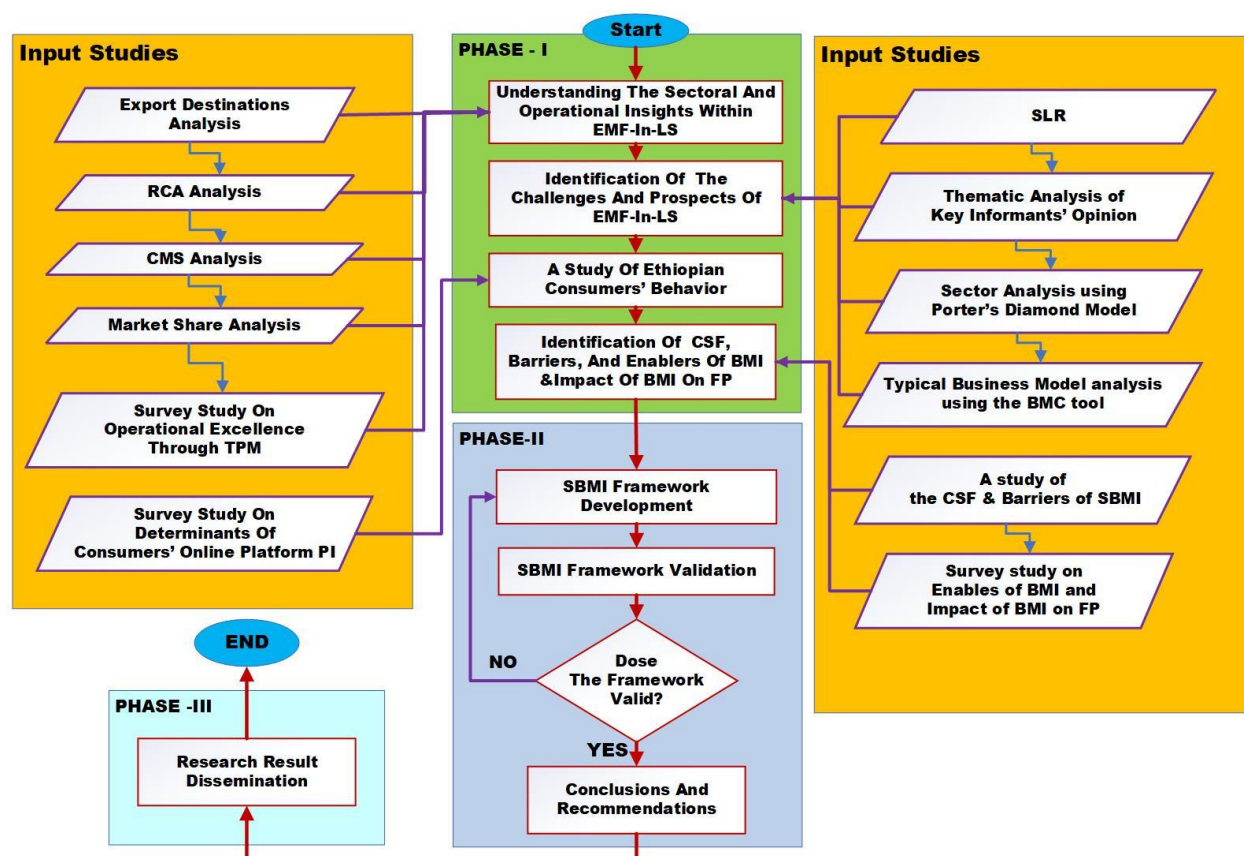 Start
Input Studies
Export Destinations
Analysis
RCA Analysis
CMS Analysis
Market Share Analysis
Survey Study On
Operational Excellence
Through TPM
Survey Study On
Determinants Of
Consumers' Online Platform PI
PHASE - I
Understanding The Sectoral And
Operational Insights Within
EMF-In-LS
Identification Of The
Challenges And Prospects Of
EMF-In-LS
A Study Of Ethiopian
Consumers' Behavior
Identification Of CSF,
Barriers, And Enablers Of BMI
&Impact Of BMI On FP
Input Studies
SLR
Thematic Analysis of
Key Informants' Opinion
Sector Analysis using
Porter's Diamond Model
Typical Business Model analysis
using the BMC tool
A study of
the CSF & Barriers of SBMI
Survey study on
Enables of BMI and
Impact of BMI on FP
PHASE-II
SBMI Framework
Development
SBMI Framework Validation
Dose
The Framework
Valid?
NO
YES
Conclusions And
Recommendations
END
PHASE -III
Research Result
Dissemination